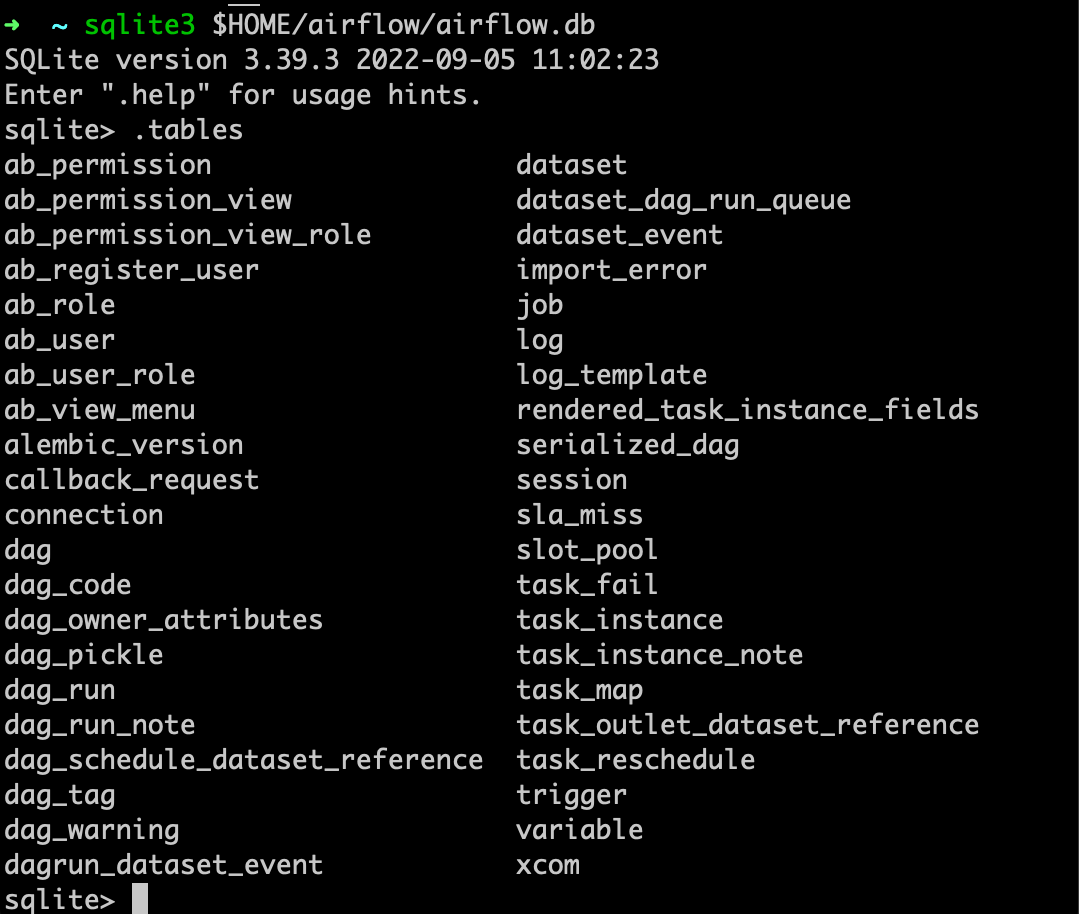 ➜  ~ sqlite3 $HOME/airflow/airflow.db
SQLite version 3.39.3 2022-09-05 11:02:23
Enter ".help" for usage hints.
sqlite> .tables
ab_permission                   dataset
ab_permission_view              dataset_dag_run_queue
ab_permission_view_role         dataset_event
ab_register_user                import_error
ab_role                         job
ab_user                         log
ab_user_role                    log_template
ab_view_menu                    rendered_task_instance_fields
alembic_version                 serialized_dag
callback_request                session
connection                      sla_miss
dag                             slot_pool
dag_code                        task_fail
dag_owner_attributes            task_instance
dag_pickle                      task_instance_note
dag_run                         task_map
dag_run_note                    task_outlet_dataset_reference
dag_schedule_dataset_reference  task_reschedule
dag_tag                         trigger
dag_warning                     variable
dagrun_dataset_event            xcom
sqlite>